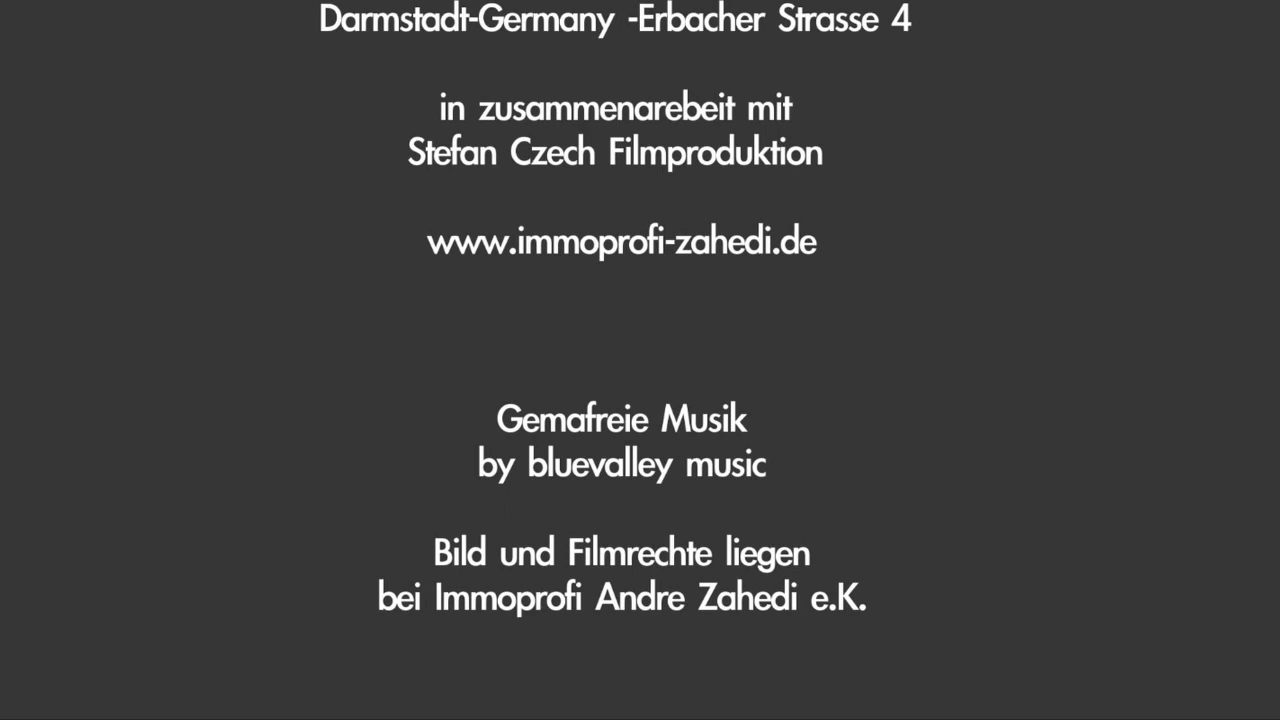 Darmstadt-Germany -Erbacher Strasse 4
in zusammenarebeit mit
Stefan Czech Filmproduktion
www.immoprofi-zahedi.de
Gemafreie Musik
by bluevalley music
Bild und Filmrechte liegen
bei Immoprofi Andre Zahedi e.K.